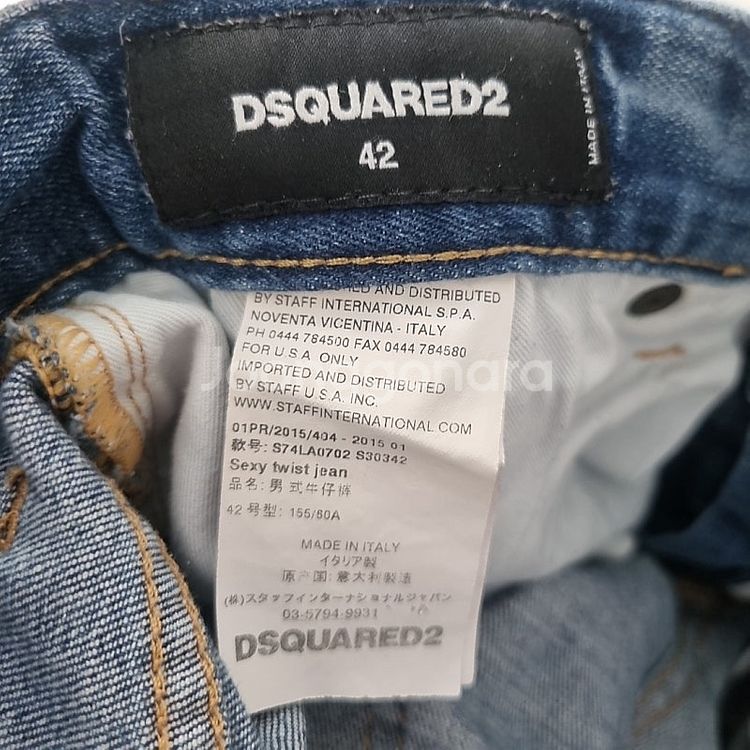 DSQUARED2
42
MADE IN ITALY
AND DISTRIBUTED
BY STAFF INTERNATIONAL S.P.A.
NOVENTA VICENTINA - ITALY
PH 0444 784500 FAX 0444 784580
FOR U.S.A. ONLY
IMPORTED AND DISTRIBUTED
BY STAFF U.S.A. INC.
WWW.STAFFINTERNATIONAL.COM
01PR/2015/404 - 2015 01
款号: S74LA0702 S30342
Sexy twist jean
品名: 男式牛仔裤
42 号型: 155/60A
MADE IN ITALY
イタリア製
原产国: 意大利製造
(株)スタッフインターナショナルジャパン
03-5794-9931
DSQUARED2